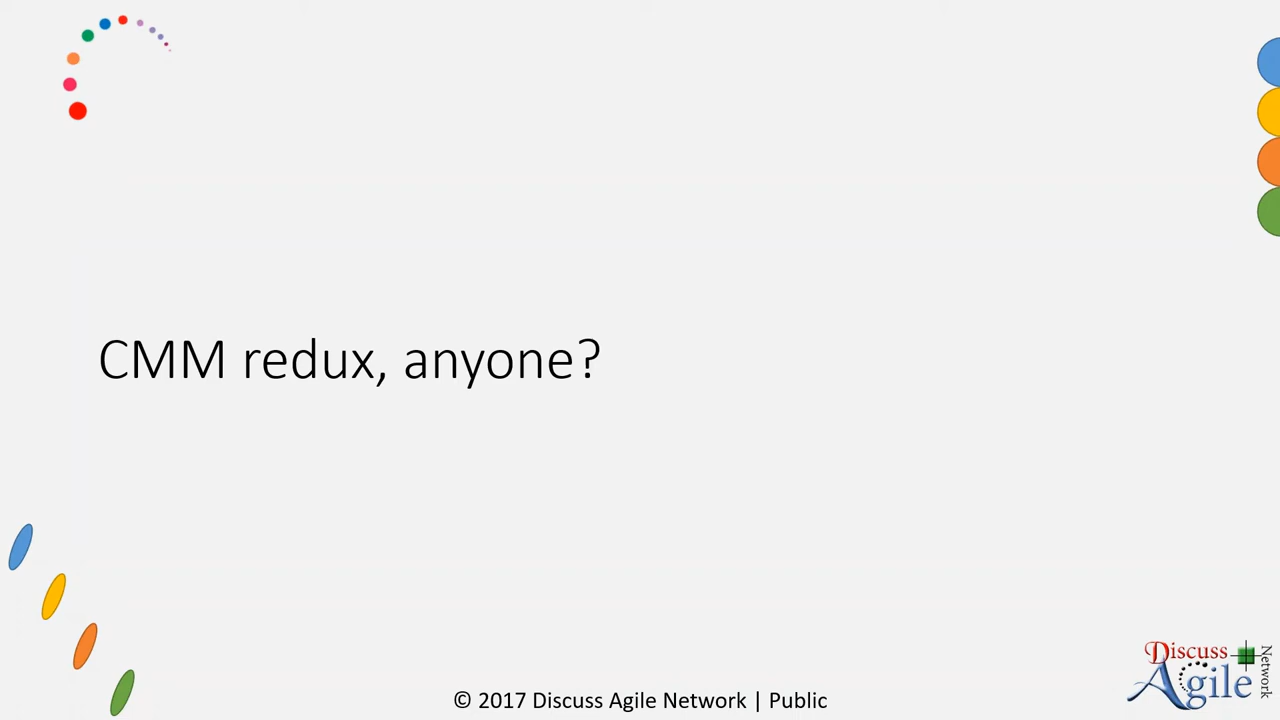 CMM redux, anyone?
© 2017 Discuss Agile Network | Public
Discuss
Agile
Network